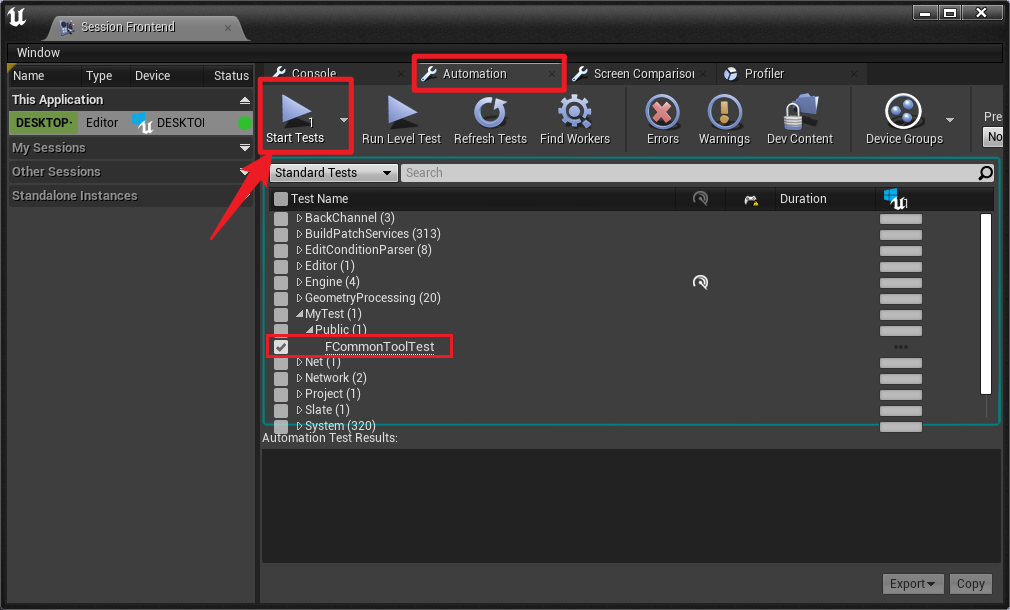 Session Frontend
Window
Name Type Device Status
This Application
DESKTOP- Editor DESKTOP
My Sessions
Other Sessions
Standalone Instances
Console Automation Screen Comparison Profiler
1
Start Tests Run Level Test Refresh Tests Find Workers Errors Warnings Dev Content Device Groups Pre
No
Standard Tests Search
Test Name Duration 1
BackChannel (3)
BuildPatchServices (313)
EditConditionParser (8)
Editor (1)
Engine (4)
GeometryProcessing (20)
MyTest (1)
Public (1)
FCommonToolTest
Net (1)
Network (2)
Project (1)
Slate (1)
System (320)
Automation Test Results:
Export Copy